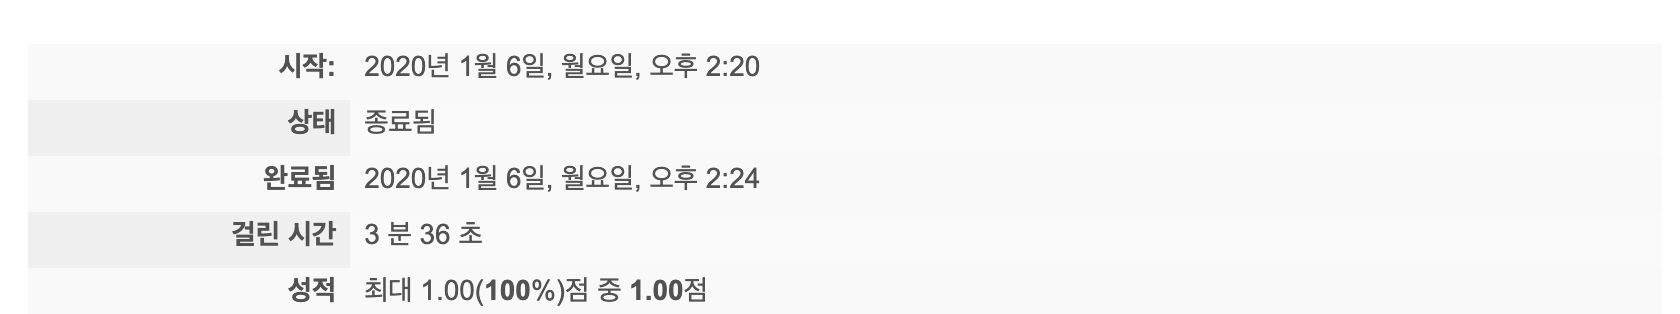 시작: 2020년 1월 6일, 월요일, 오후 2:20
상태 종료됨
완료됨 2020년 1월 6일, 월요일, 오후 2:24
걸린 시간 3 분 36 초
성적 최대 1.00(100%)점 중 1.00점